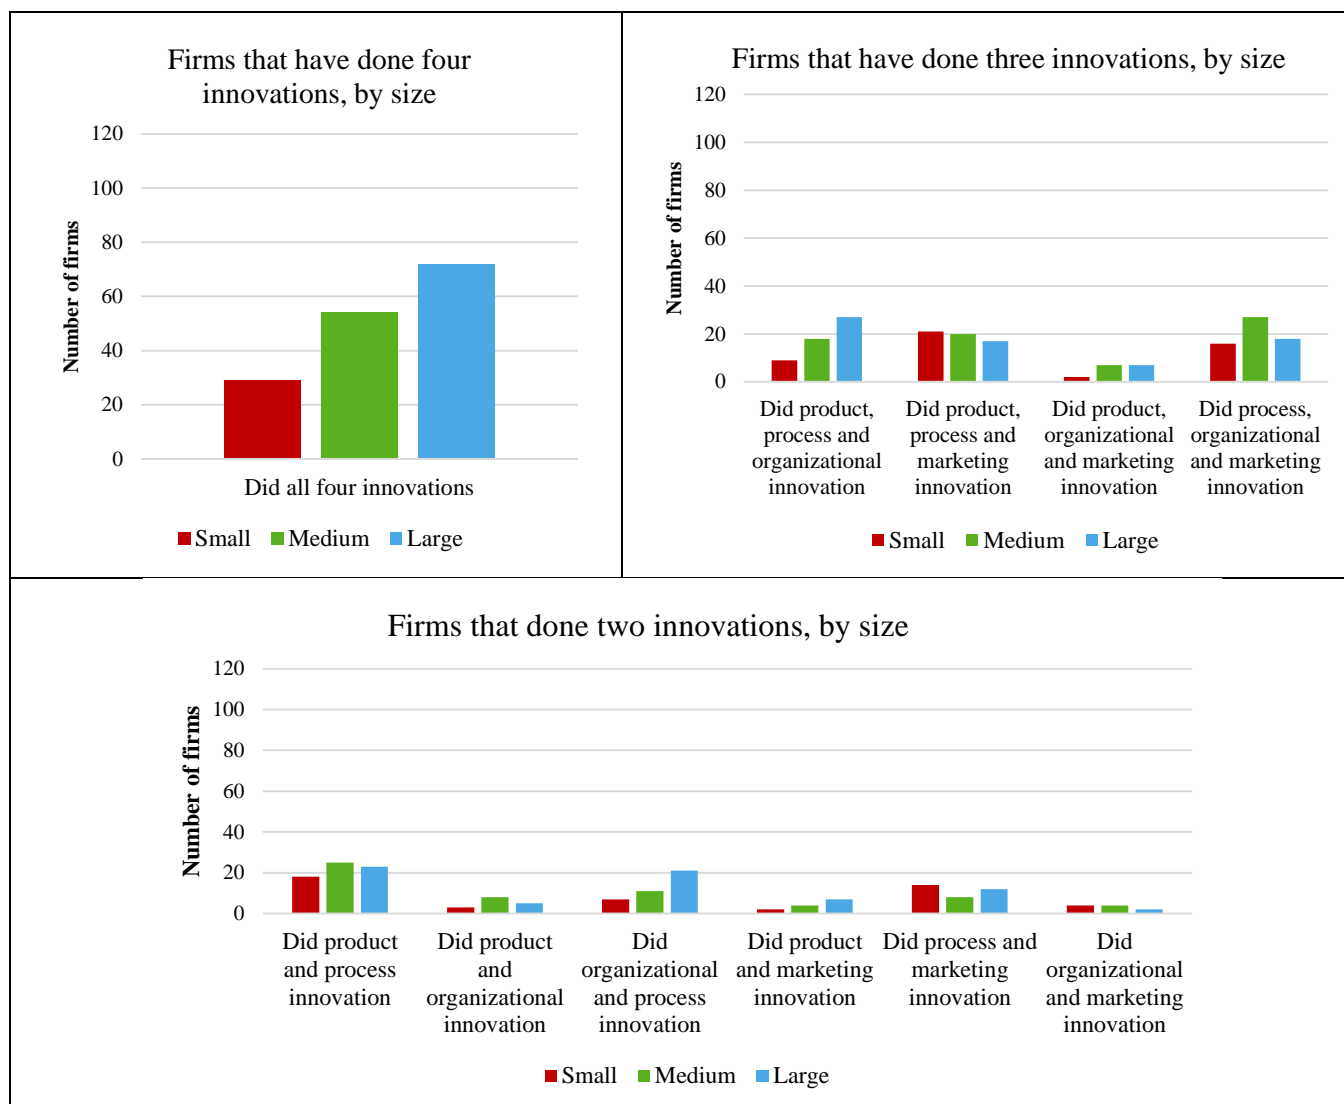 Firms that have done four
innovations, by size
120
100
80
60
40
20
0
Number of firms
Did all four innovations
Small Medium Large
Firms that have done three innovations, by size
120
100
80
60
40
20
0
Number of firms
Did product,
process and
organizational
innovation
Did product,
process and
marketing
innovation
Did product,
organizational
and marketing
innovation
Did process,
organizational
and marketing
innovation
Small Medium Large
Firms that done two innovations, by size
120
100
80
60
40
20
0
Number of firms
Did product
and process
innovation
Did product
and
organizational
innovation
Did
organizational
and process
innovation
Did product
and marketing
innovation
Did process and
marketing
innovation
Did
organizational
and marketing
innovation
Small Medium Large